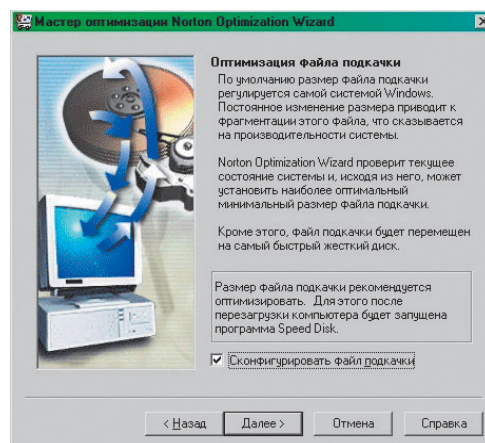 Мастер оптимизации Norton Optimization Wizard
Оптимизация файла подкачки
По умолчанию размер файла подкачки
регулируется самой системой Windows.
Постоянное изменение размера приводит к
фрагментации этого файла, что сказывается
на производительности системы.
Norton Optimization Wizard проверит текущее
состояние системы и, исходя из него, может
установить наиболее оптимальный
минимальный размер файла подкачки.
Кроме этого, файл подкачки будет перемещен
на самый быстрый жесткий диск.
Размер файла подкачки рекомендуется
оптимизировать. Для этого после
перезагрузки компьютера будет запущена
программа Speed Disk.
Сконфигурировать файл подкачки
< Назад Далее > Отмена Справка